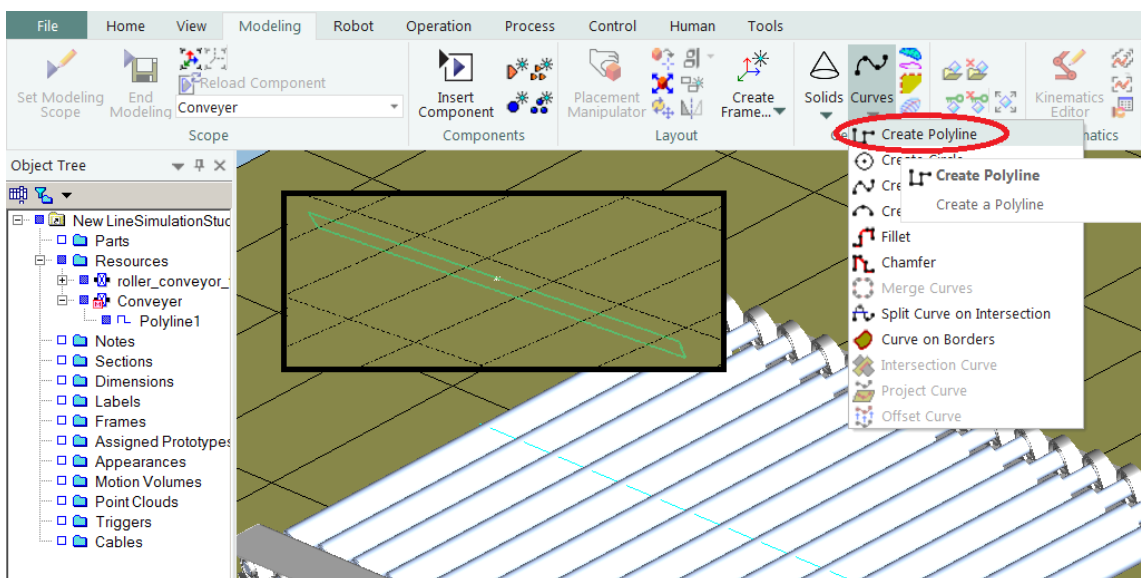 File Home View Modeling Robot Operation Process Control Human Tools
Set Modeling Scope
End Modeling
Reload Component
Conveyer
Scope
Insert Component
Components
Placement Manipulator
Create Frame...
Layout
Solids Curves
Kinematics Editor
Object Tree
New LineSimulationStud
Parts
Resources
roller_conveyor_
Conveyer
Polyline1
Notes
Sections
Dimensions
Labels
Frames
Assigned Prototypes
Appearances
Motion Volumes
Point Clouds
Triggers
Cables
Create Polyline
Create Circle
Cre
Cre
Fillet
Chamfer
Merge Curves
Split Curve on Intersection
Curve on Borders
Intersection Curve
Project Curve
Offset Curve
Create Polyline
Create a Polyline